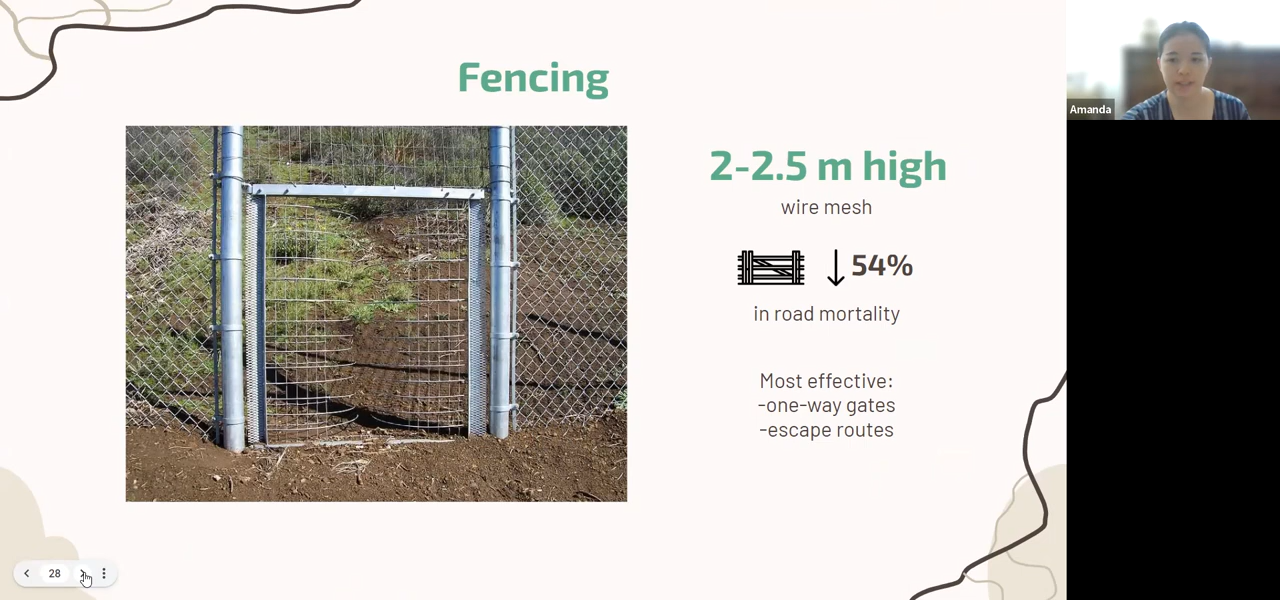 Fencing
2-2.5 m high
wire mesh
54%
in road mortality
Most effective:
-one-way gates
-escape routes
Amanda
28